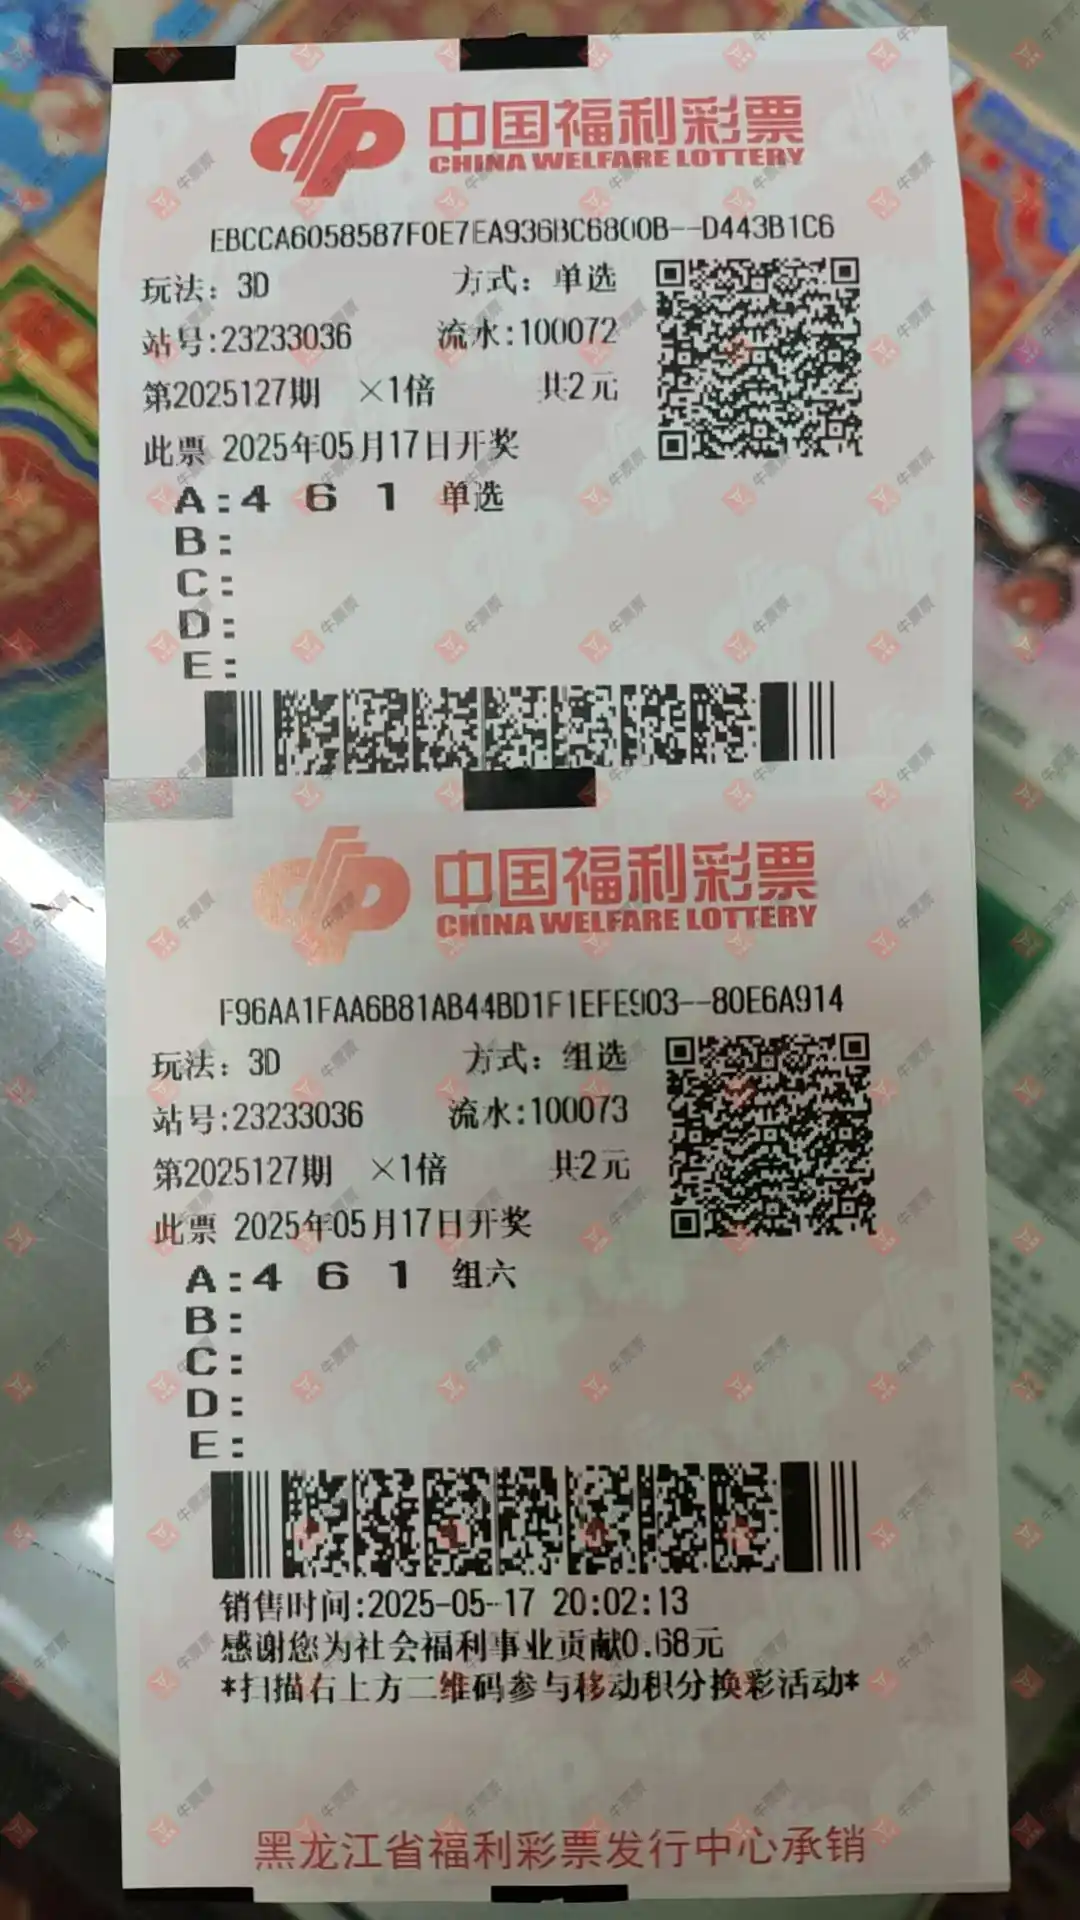 中国福利彩票
CHINA WELFARE LOTTERY
EBCCA6058587F0E7EA936BC6800B--D443B1C6
玩法: 3D 方式: 单选
站号:23233036 流水:100072
第2025127期 ×1倍 共2元
此票 2025年05月17日开奖
A:4 6 1 单选
B:
C:
D:
E:
中国福利彩票
CHINA WELFARE LOTTERY
F96AA1FAA6B81AB44BD1F1EFE903--80E6A914
玩法: 3D 方式: 组选
站号:23233036 流水:100073
第2025127期 ×1倍 共2元
此票 2025年05月17日开奖
A:4 6 1 组六
B:
C:
D:
E:
销售时间:2025-05-17 20:02:13
感谢您为社会福利事业贡献0.68元
*扫描右上方二维码参与移动积分换彩活动*
黑龙江省福利彩票发行中心承销
牛票票